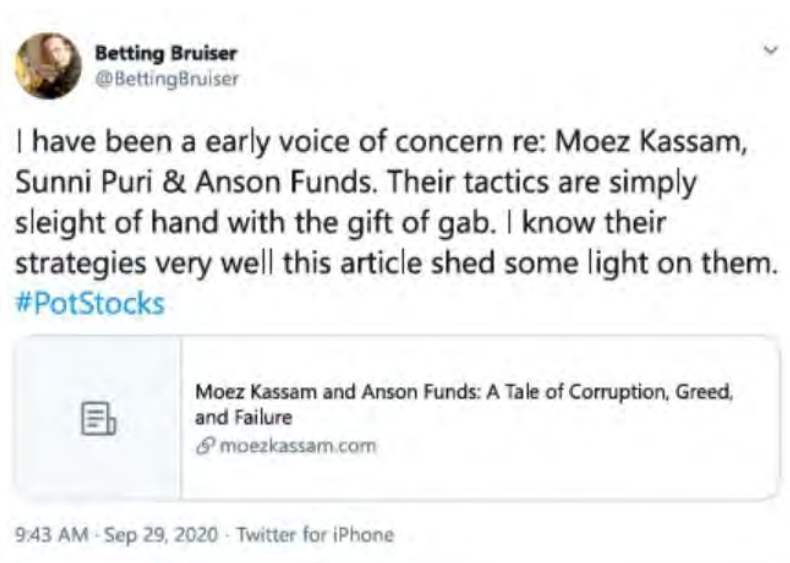 Betting Bruiser
@BettingBruiser
I have been a early voice of concern re: Moez Kassam,
Sunni Puri & Anson Funds. Their tactics are simply
sleight of hand with the gift of gab. I know their
strategies very well this article shed some light on them.
#PotStocks
Moez Kassam and Anson Funds: A Tale of Corruption, Greed,
and Failure
moezkassam.com
9:43 AM · Sep 29, 2020 · Twitter for iPhone